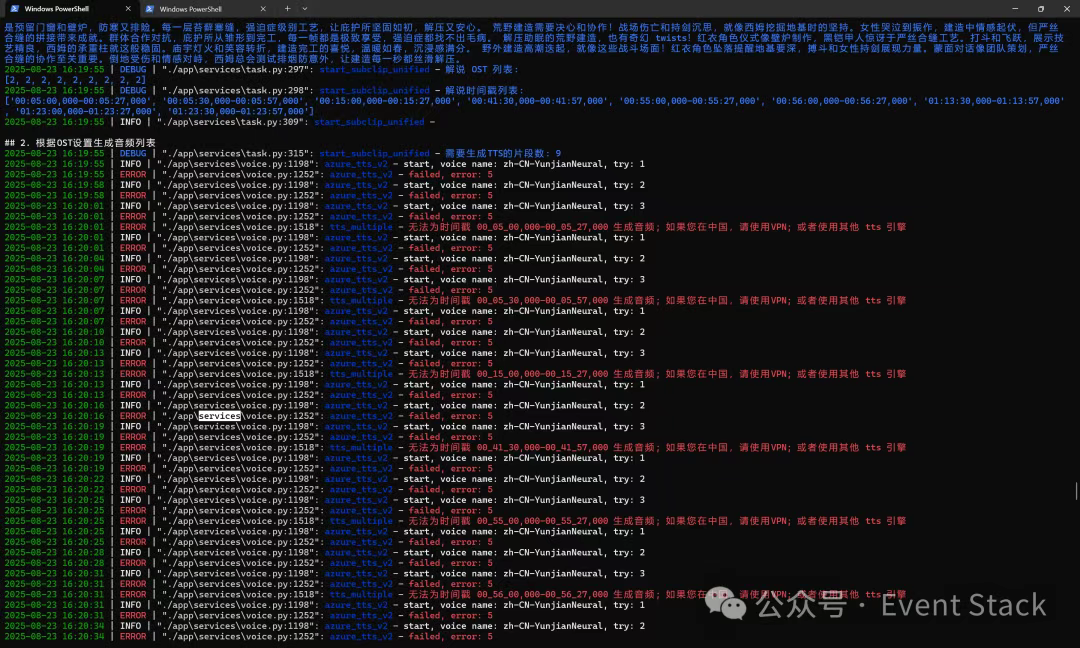 Windows PowerShell
Windows PowerShell
是预留门窗和壁炉，防寒又排险。每一层苔藓塞缝，强迫症级别工艺，让庇护所坚固如初，解压又安心。 荒野建造需要决心和协作！战场伤亡和持剑沉思，就像西姆挖掘地基时的坚持。女性哭泣到振作，建造中情感起伏，但严丝
合缝的拼接带来成就。群体合作对抗，庇护所从雏形到完工，每一帧都是极致享受，强迫症都找不出毛病。 解压助眠的荒野建造，也有奇幻 twists！红衣角色仪式像壁炉制作，黑铠甲人惊讶于严丝合缝工艺。打斗和飞跃，展示技
艺精良，西姆的承重柱就这般稳固。庙宇灯火和笑容转折，建造完工的喜悦，温暖如春，沉浸感满分。 野外建造高潮迭起，就像这些战斗场面！红衣角色坠落提醒地基要深，搏斗和女性持剑展现力量。蒙面对话像团队策划，严丝
合缝的协作至关重要。倒地受伤和情感对峙，西姆总会测试排烟防意外，让建造每一秒都丝滑解压。
2025-08-23 16:19:55 | DEBUG | "./app\services\task.py:297": start_subclip_unified - 解说 OST 列表:
[2, 2, 2, 2, 2, 2, 2, 2, 2]
2025-08-23 16:19:55 | DEBUG | "./app\services\task.py:298": start_subclip_unified - 解说时间戳列表:
['00:05:00,000-00:05:27,000', '00:05:30,000-00:05:57,000', '00:15:00,000-00:15:27,000', '00:41:30,000-00:41:57,000', '00:55:00,000-00:55:27,000', '00:56:00,000-00:56:27,000', '01:13:30,000-01:13:57,000'
, '01:23:00,000-01:23:27,000', '01:23:30,000-01:23:57,000']
2025-08-23 16:19:55 | INFO | "./app\services\task.py:309": start_subclip_unified -
## 2. 根据OST设置生成音频列表
2025-08-23 16:19:55 | DEBUG | "./app\services\task.py:315": start_subclip_unified - 需要生成TTS的片段数: 9
2025-08-23 16:19:55 | INFO | "./app\services\voice.py:1198": azure_tts_v2 - start, voice name: zh-CN-YunjianNeural, try: 1
2025-08-23 16:19:55 | ERROR | "./app\services\voice.py:1252": azure_tts_v2 - failed, error: 5
2025-08-23 16:19:58 | INFO | "./app\services\voice.py:1198": azure_tts_v2 - start, voice name: zh-CN-YunjianNeural, try: 2
2025-08-23 16:19:58 | ERROR | "./app\services\voice.py:1252": azure_tts_v2 - failed, error: 5
2025-08-23 16:20:01 | INFO | "./app\services\voice.py:1198": azure_tts_v2 - start, voice name: zh-CN-YunjianNeural, try: 3
2025-08-23 16:20:01 | ERROR | "./app\services\voice.py:1252": azure_tts_v2 - failed, error: 5
2025-08-23 16:20:01 | ERROR | "./app\services\voice.py:1518": tts_multiple - 无法为时间戳 00_05_00,000-00_05_27,000 生成音频; 如果您在中国，请使用VPN; 或者使用其他 tts 引擎
2025-08-23 16:20:01 | INFO | "./app\services\voice.py:1198": azure_tts_v2 - start, voice name: zh-CN-YunjianNeural, try: 1
2025-08-23 16:20:01 | ERROR | "./app\services\voice.py:1252": azure_tts_v2 - failed, error: 5
2025-08-23 16:20:04 | INFO | "./app\services\voice.py:1198": azure_tts_v2 - start, voice name: zh-CN-YunjianNeural, try: 2
2025-08-23 16:20:04 | ERROR | "./app\services\voice.py:1252": azure_tts_v2 - failed, error: 5
2025-08-23 16:20:07 | INFO | "./app\services\voice.py:1198": azure_tts_v2 - start, voice name: zh-CN-YunjianNeural, try: 3
2025-08-23 16:20:07 | ERROR | "./app\services\voice.py:1252": azure_tts_v2 - failed, error: 5
2025-08-23 16:20:07 | ERROR | "./app\services\voice.py:1518": tts_multiple - 无法为时间戳 00_05_30,000-00_05_57,000 生成音频; 如果您在中国，请使用VPN; 或者使用其他 tts 引擎
2025-08-23 16:20:07 | INFO | "./app\services\voice.py:1198": azure_tts_v2 - start, voice name: zh-CN-YunjianNeural, try: 1
2025-08-23 16:20:07 | ERROR | "./app\services\voice.py:1252": azure_tts_v2 - failed, error: 5
2025-08-23 16:20:10 | INFO | "./app\services\voice.py:1198": azure_tts_v2 - start, voice name: zh-CN-YunjianNeural, try: 2
2025-08-23 16:20:10 | ERROR | "./app\services\voice.py:1252": azure_tts_v2 - failed, error: 5
2025-08-23 16:20:13 | INFO | "./app\services\voice.py:1198": azure_tts_v2 - start, voice name: zh-CN-YunjianNeural, try: 3
2025-08-23 16:20:13 | ERROR | "./app\services\voice.py:1252": azure_tts_v2 - failed, error: 5
2025-08-23 16:20:13 | ERROR | "./app\services\voice.py:1518": tts_multiple - 无法为时间戳 00_15_00,000-00_15_27,000 生成音频; 如果您在中国，请使用VPN; 或者使用其他 tts 引擎
2025-08-23 16:20:13 | INFO | "./app\services\voice.py:1198": azure_tts_v2 - start, voice name: zh-CN-YunjianNeural, try: 1
2025-08-23 16:20:13 | ERROR | "./app\services\voice.py:1252": azure_tts_v2 - failed, error: 5
2025-08-23 16:20:16 | INFO | "./app\services\voice.py:1198": azure_tts_v2 - start, voice name: zh-CN-YunjianNeural, try: 2
2025-08-23 16:20:16 | ERROR | "./app\services\voice.py:1252": azure_tts_v2 - failed, error: 5
2025-08-23 16:20:19 | INFO | "./app\services\voice.py:1198": azure_tts_v2 - start, voice name: zh-CN-YunjianNeural, try: 3
2025-08-23 16:20:19 | ERROR | "./app\services\voice.py:1252": azure_tts_v2 - failed, error: 5
2025-08-23 16:20:19 | ERROR | "./app\services\voice.py:1518": tts_multiple - 无法为时间戳 00_41_30,000-00_41_57,000 生成音频; 如果您在中国，请使用VPN; 或者使用其他 tts 引擎
2025-08-23 16:20:19 | INFO | "./app\services\voice.py:1198": azure_tts_v2 - start, voice name: zh-CN-YunjianNeural, try: 1
2025-08-23 16:20:19 | ERROR | "./app\services\voice.py:1252": azure_tts_v2 - failed, error: 5
2025-08-23 16:20:22 | INFO | "./app\services\voice.py:1198": azure_tts_v2 - start, voice name: zh-CN-YunjianNeural, try: 2
2025-08-23 16:20:22 | ERROR | "./app\services\voice.py:1252": azure_tts_v2 - failed, error: 5
2025-08-23 16:20:25 | INFO | "./app\services\voice.py:1198": azure_tts_v2 - start, voice name: zh-CN-YunjianNeural, try: 3
2025-08-23 16:20:25 | ERROR | "./app\services\voice.py:1252": azure_tts_v2 - failed, error: 5
2025-08-23 16:20:25 | ERROR | "./app\services\voice.py:1518": tts_multiple - 无法为时间戳 00_55_00,000-00_55_27,000 生成音频; 如果您在中国，请使用VPN; 或者使用其他 tts 引擎
2025-08-23 16:20:25 | INFO | "./app\services\voice.py:1198": azure_tts_v2 - start, voice name: zh-CN-YunjianNeural, try: 1
2025-08-23 16:20:25 | ERROR | "./app\services\voice.py:1252": azure_tts_v2 - failed, error: 5
2025-08-23 16:20:28 | INFO | "./app\services\voice.py:1198": azure_tts_v2 - start, voice name: zh-CN-YunjianNeural, try: 2
2025-08-23 16:20:28 | ERROR | "./app\services\voice.py:1252": azure_tts_v2 - failed, error: 5
2025-08-23 16:20:31 | INFO | "./app\services\voice.py:1198": azure_tts_v2 - start, voice name: zh-CN-YunjianNeural, try: 3
2025-08-23 16:20:31 | ERROR | "./app\services\voice.py:1252": azure_tts_v2 - failed, error: 5
2025-08-23 16:20:31 | ERROR | "./app\services\voice.py:1518": tts_multiple - 无法为时间戳 00_56_00,000-00_56_27,000 生成音频; 如果您在中国，请使用VPN; 或者使用其他 tts 引擎
2025-08-23 16:20:31 | INFO | "./app\services\voice.py:1198": azure_tts_v2 - start, voice name: zh-CN-YunjianNeural, try: 1
2025-08-23 16:20:31 | ERROR | "./app\services\voice.py:1252": azure_tts_v2 - failed, error: 5
2025-08-23 16:20:34 | INFO | "./app\services\voice.py:1198": azure_tts_v2 - start, voice name: zh-CN-YunjianNeural, try: 2
2025-08-23 16:20:34 | ERROR | "./app\services\voice.py:1252": azure_tts_v2 - failed, error: 5
公众号 · Event Stack